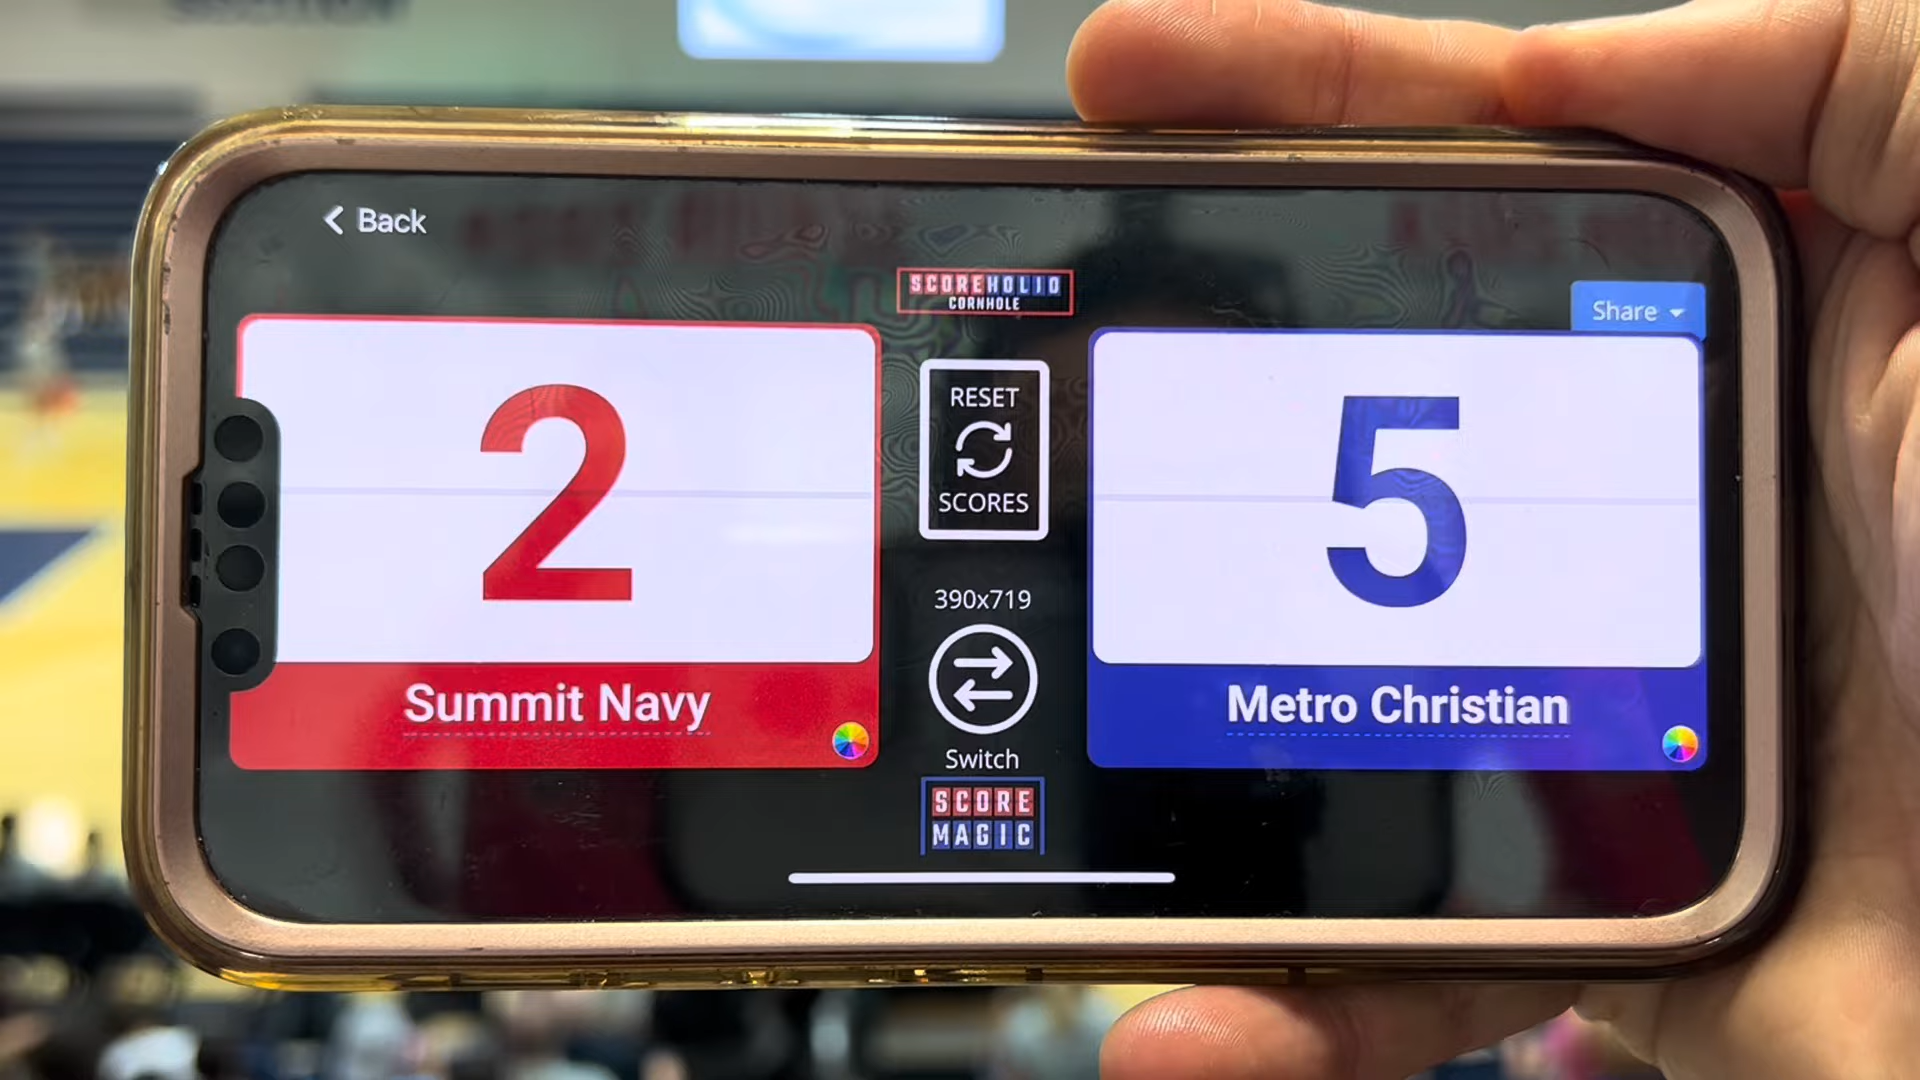 Back
SCOREHOLIO
CORNHOLE
Share
2
5
RESET
SCORES
390x719
Summit Navy
Metro Christian
Switch
SCORE
MAGIC